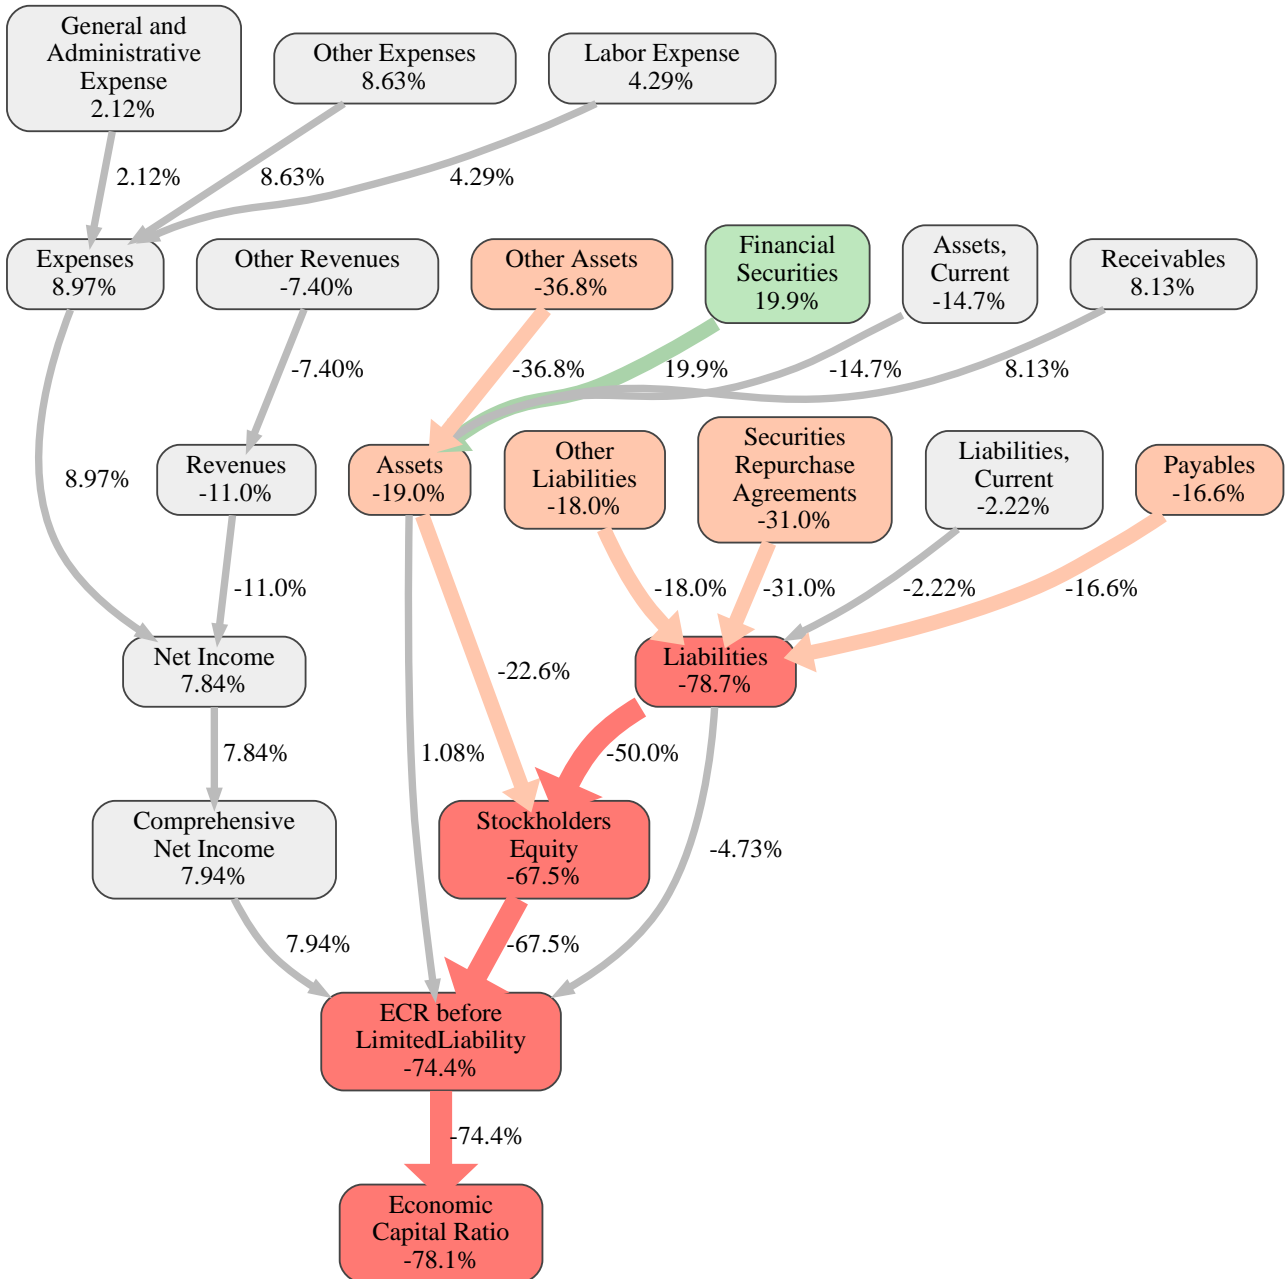 General and
Administrative
Expense
2.12%
Other Expenses
8.63%
Labor Expense
4.29%
2.12%
8.63%
4.29%
Expenses
8.97%
Other Revenues
-7.40%
Other Assets
-36.8%
Financial
Securities
19.9%
Assets,
Current
-14.7%
Receivables
8.13%
-7.40%
-36.8%
19.9%
-14.7%
8.13%
8.97%
Revenues
-11.0%
Assets
-19.0%
Other
Liabilities
-18.0%
Securities
Repurchase
Agreements
-31.0%
Liabilities,
Current
-2.22%
Payables
-16.6%
-11.0%
-18.0%
-31.0%
-2.22%
-16.6%
Net Income
7.84%
-22.6%
Liabilities
-78.7%
7.84%
1.08%
-50.0%
Comprehensive
Net Income
7.94%
Stockholders
Equity
-67.5%
-4.73%
7.94%
-67.5%
ECR before
LimitedLiability
-74.4%
-74.4%
Economic
Capital Ratio
-78.1%